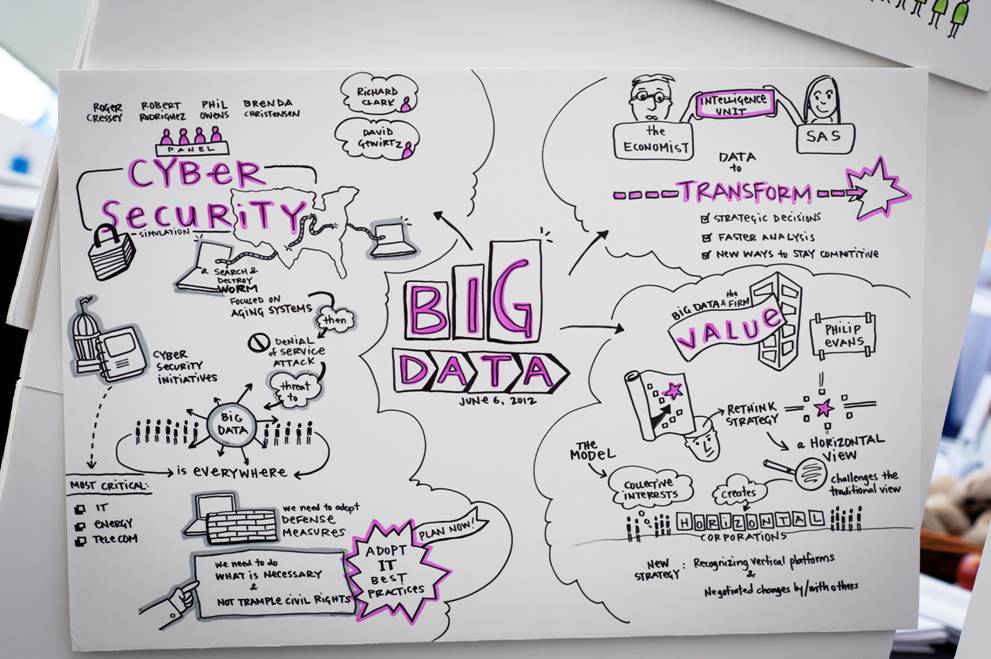 ROGER CRESSEY
ROBERT RODRIGUEZ
PHIL OWENS
BRENDA CHRISTENSEN
PANEL
RICHARD CLARK
DAVID GEWIRTZ
CYBER
SECURITY
SIMULATION
a SEARCH &
DESTROY
WORM
FOCUSED ON
AGING SYSTEMS
then
DENIAL
of SERVICE
ATTACK
threat
to
CYBER
SECURITY
INITIATIVES
BIG
DATA
is EVERYWHERE
MOST CRITICAL:
IT
ENERGY
TELECOM
we need to adopt
DEFENSE
MEASURES
PLAN NOW!
we need to do
WHAT IS NECESSARY
&
NOT TRAMPLE CIVIL RIGHTS
ADOPT
IT
BEST
PRACTICES
BIG
DATA
JUNE 6, 2012
the
ECONOMIST
INTELLIGENCE
UNIT
SAS
DATA
to
TRANSFORM
STRATEGIC DECISIONS
FASTER ANALYSIS
NEW WAYS to STAY COMPETITIVE
BIG DATA & the FIRM
VALUE
PHILIP
EVANS
RETHINK
STRATEGY
a HORIZONTAL
VIEW
challenges the
traditional view
THE
MODEL
COLLECTIVE
INTERESTS
creates
HORIZONTAL
CORPORATIONS
NEW
STRATEGY : Recognizing vertical platforms
&
Negotiated changes by/with others